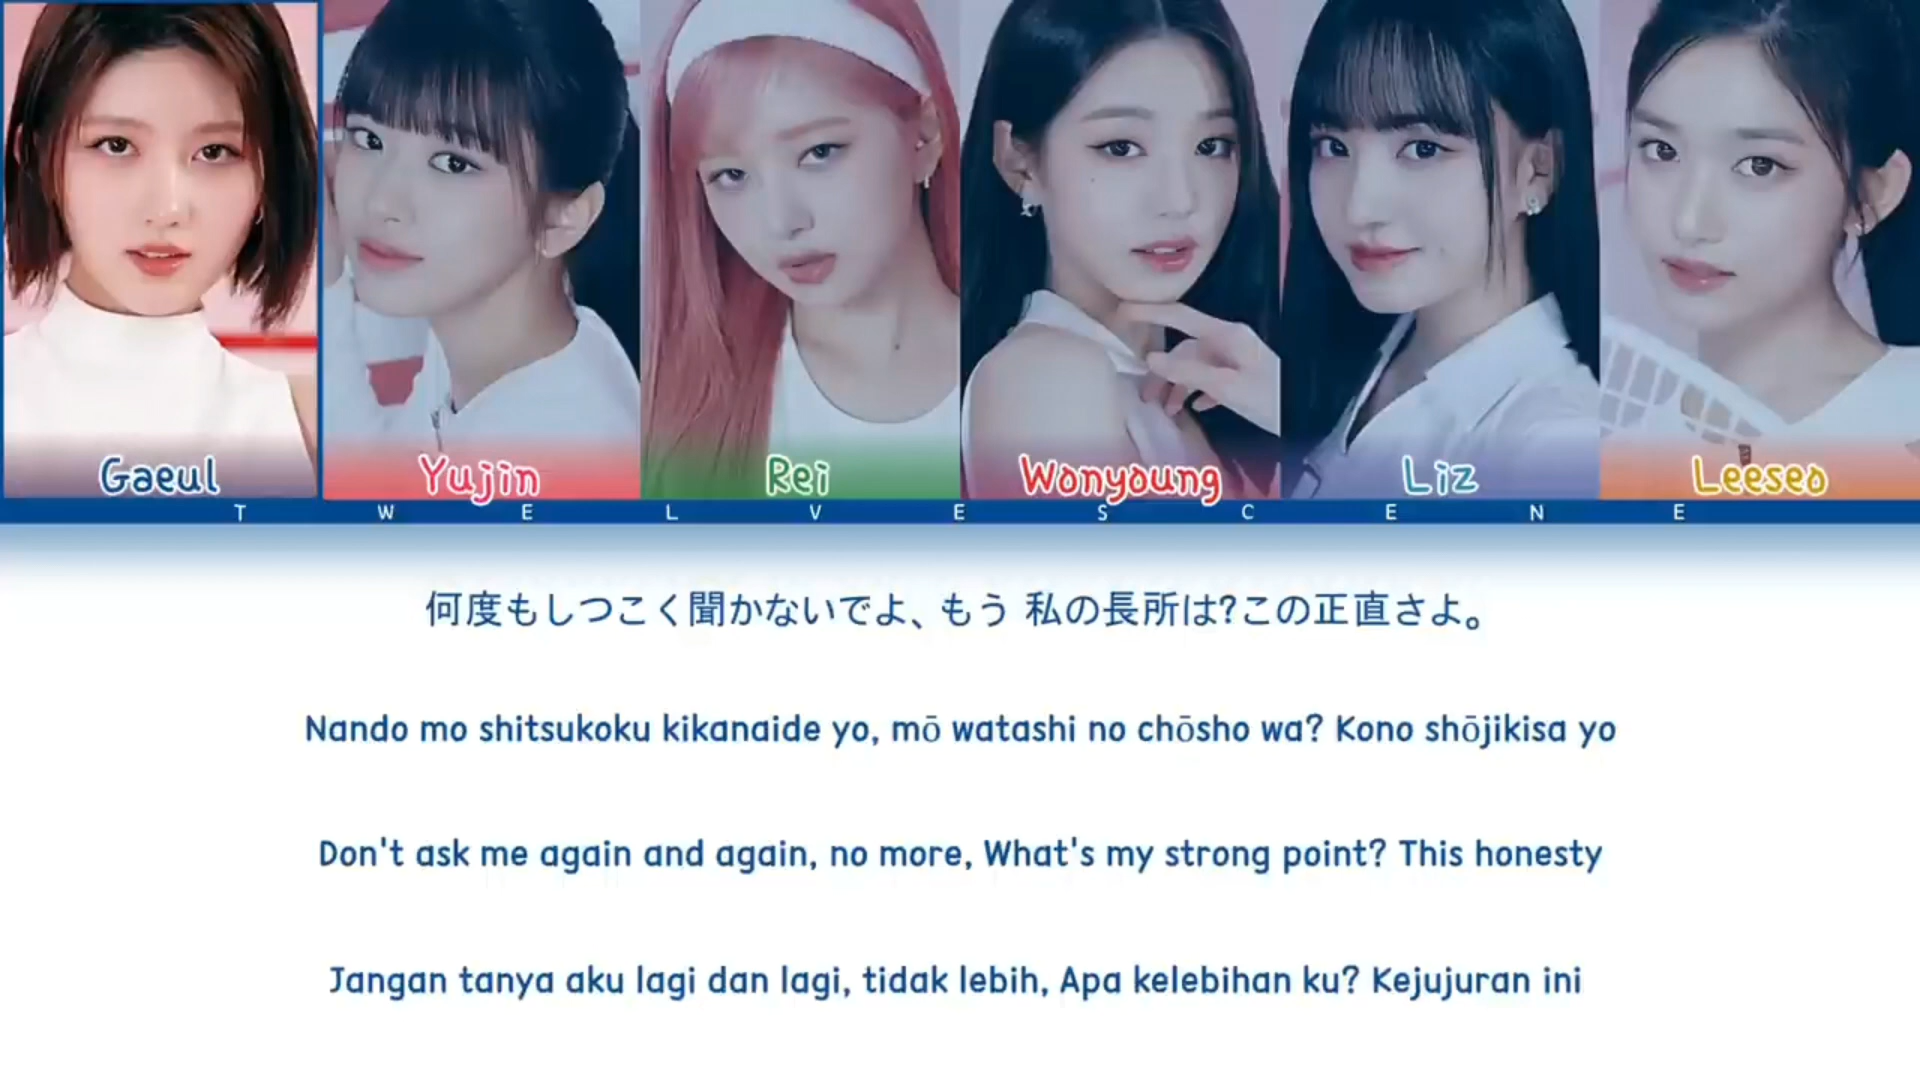 Gaeul Yujin Rei Wonyoung Liz Leeseo
T W E L V E S C E N E
何度もしつこく聞かないでよ、もう 私の長所は?この正直さよ。
Nando mo shitsukoku kikanaide yo, mō watashi no chōsho wa? Kono shōjikisa yo
Don't ask me again and again, no more, What's my strong point? This honesty
Jangan tanya aku lagi dan lagi, tidak lebih, Apa kelebihan ku? Kejujuran ini